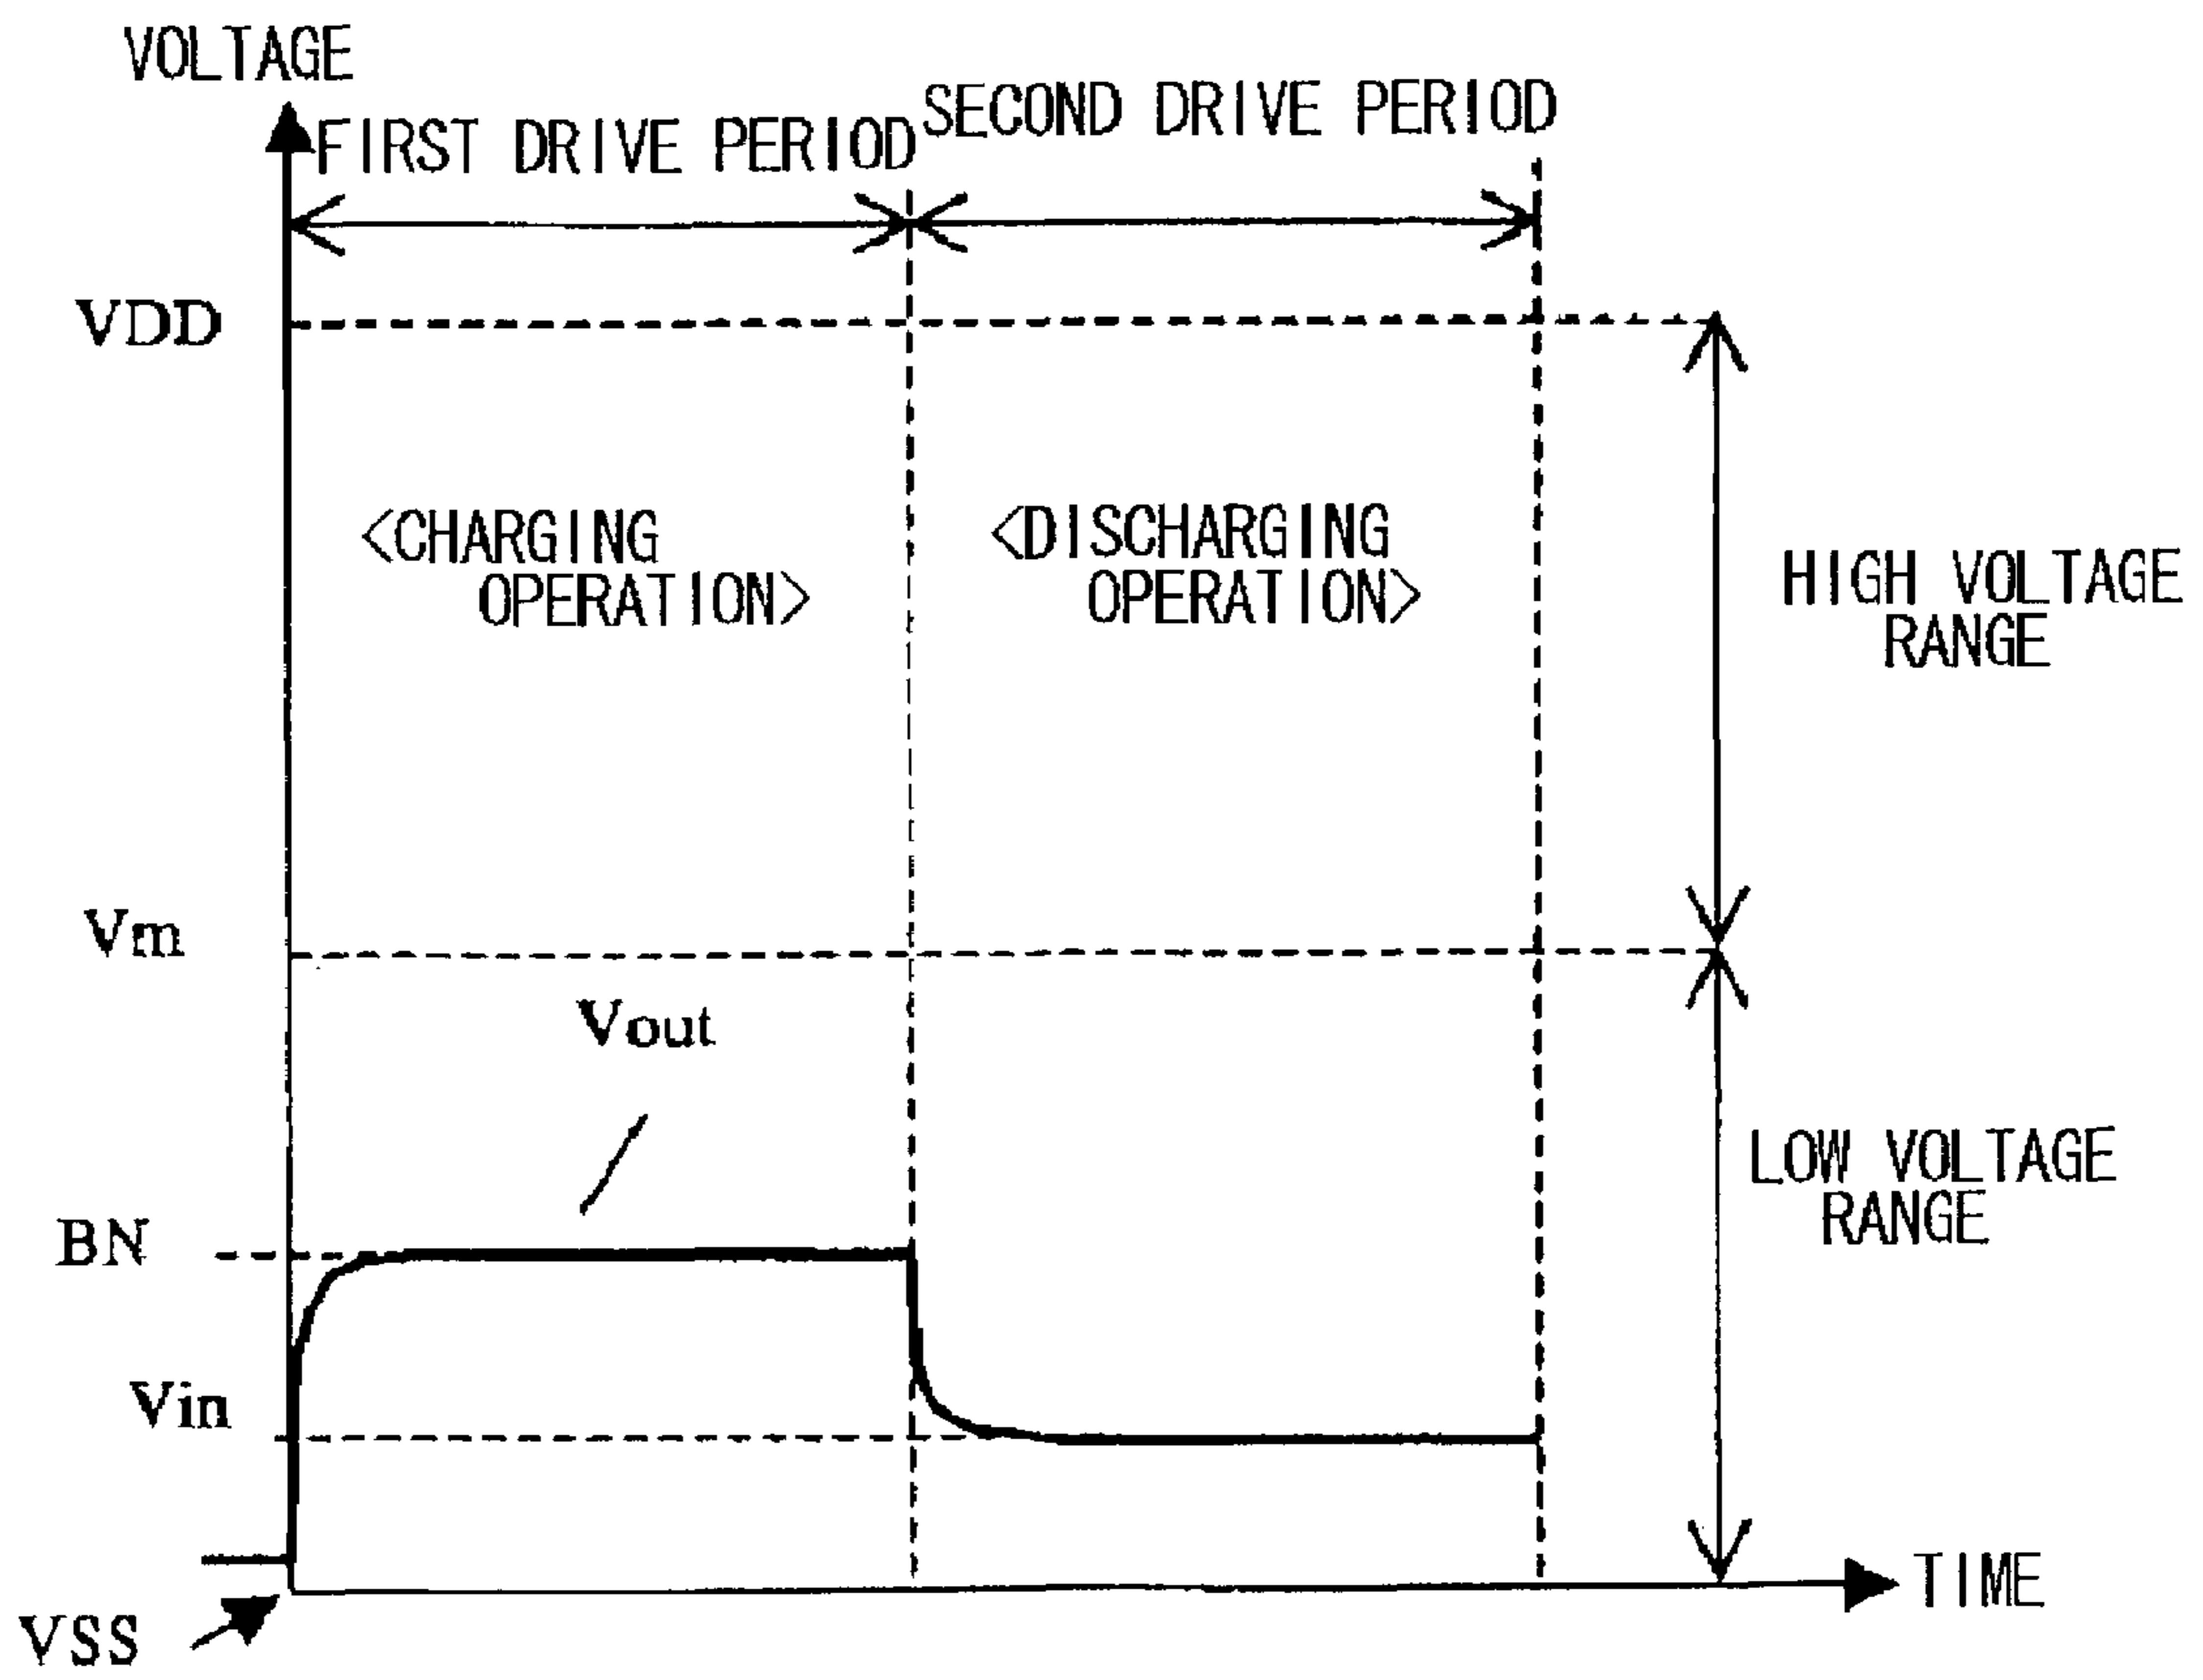 VOLTAGE
FIRST DRIVE PERIOD
SECOND DRIVE PERIOD
VDD
<CHARGING
OPERATION>
<DISCHARGING
OPERATION>
HIGH VOLTAGE
RANGE
Vm
Vout
LOW VOLTAGE
RANGE
BN
Vin
TIME
VSS